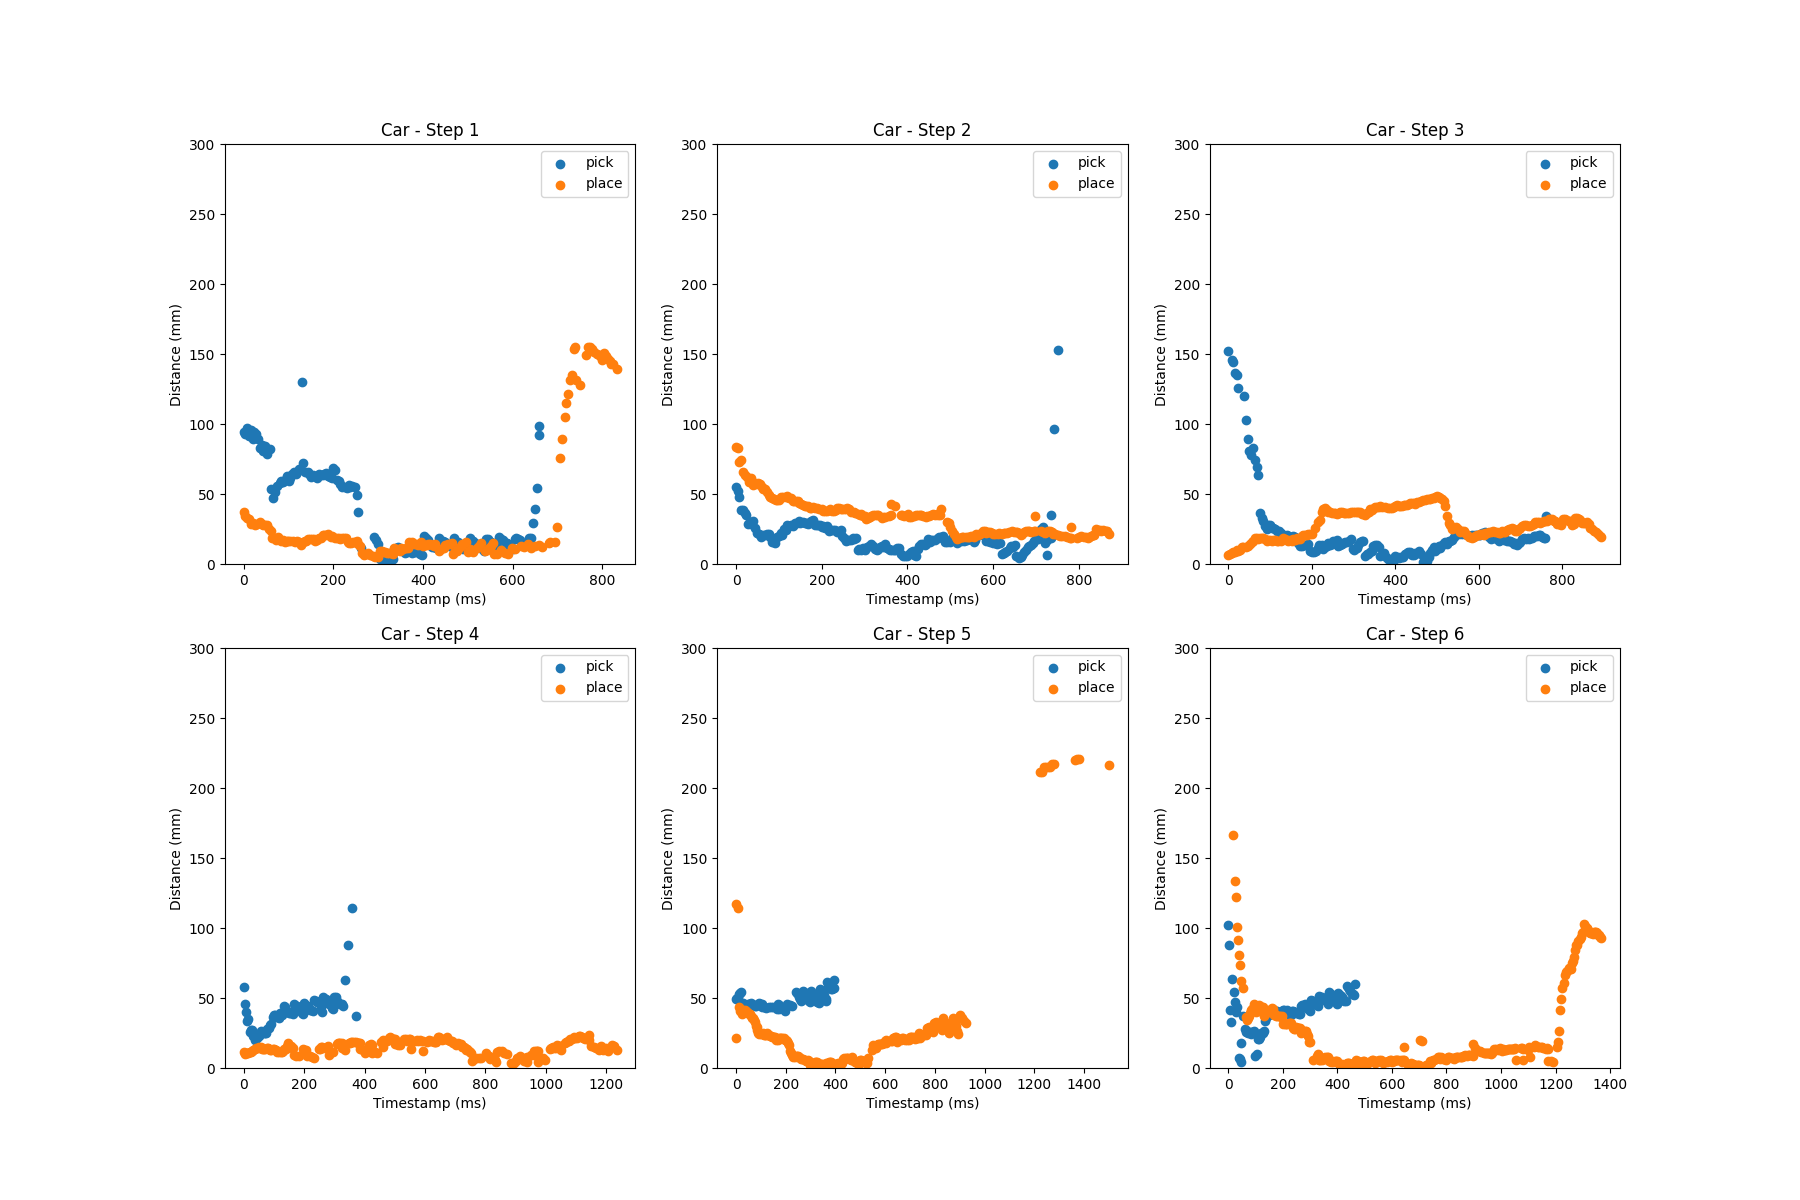 Car - Step 1
300
250
200
150
100
50
0
Distance (mm)
pick
place
0 200 400 600 800
Timestamp (ms)
Car - Step 2
300
250
200
150
100
50
0
Distance (mm)
pick
place
0 200 400 600 800
Timestamp (ms)
Car - Step 3
300
250
200
150
100
50
0
Distance (mm)
pick
place
0 200 400 600 800
Timestamp (ms)
Car - Step 4
300
250
200
150
100
50
0
Distance (mm)
pick
place
0 200 400 600 800 1000 1200
Timestamp (ms)
Car - Step 5
300
250
200
150
100
50
0
Distance (mm)
pick
place
0 200 400 600 800 1000 1200 1400
Timestamp (ms)
Car - Step 6
300
250
200
150
100
50
0
Distance (mm)
pick
place
0 200 400 600 800 1000 1200 1400
Timestamp (ms)